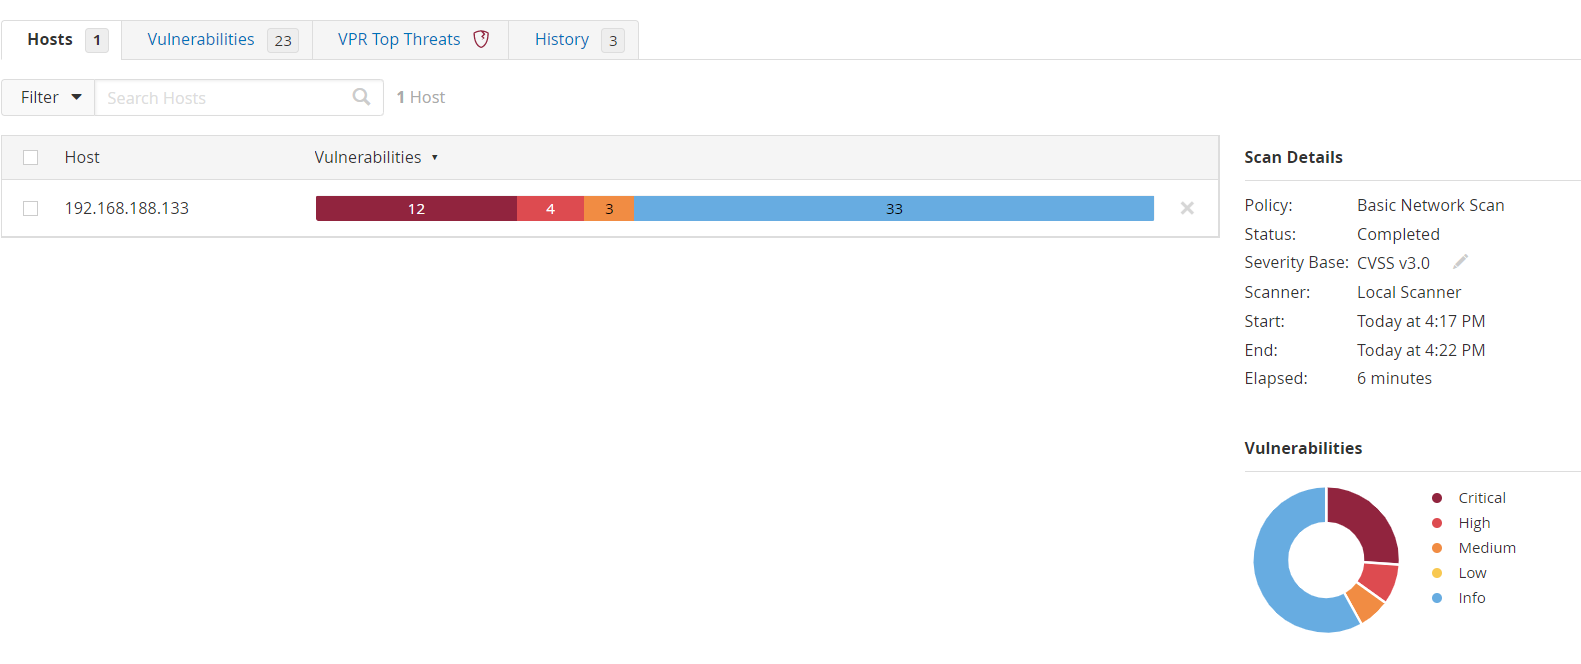 Hosts 1 Vulnerabilities 23 VPR Top Threats History 3
Filter Search Hosts 1 Host
Host Vulnerabilities
192.168.188.133 12 4 3 33
Scan Details
Policy: Basic Network Scan
Status: Completed
Severity Base: CVSS v3.0
Scanner: Local Scanner
Start: Today at 4:17 PM
End: Today at 4:22 PM
Elapsed: 6 minutes
Vulnerabilities
Critical
High
Medium
Low
Info